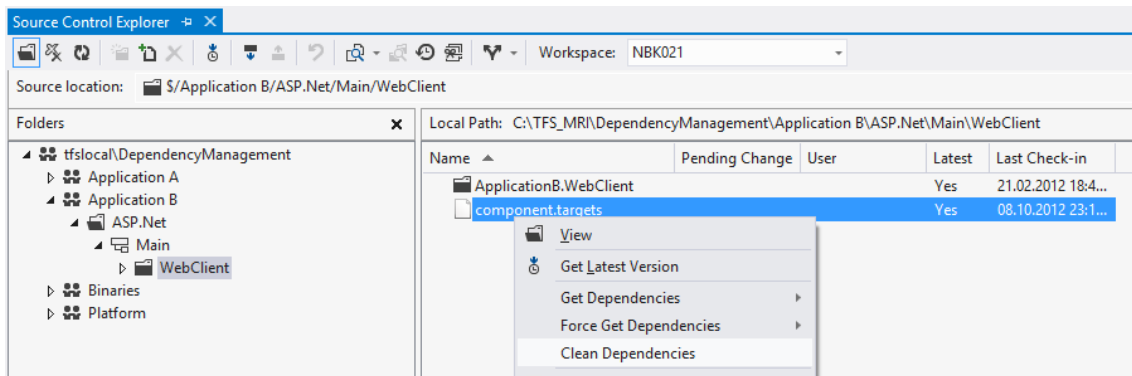 Source Control Explorer
Workspace: NBK021
Source location: $/Application B/ASP.Net/Main/WebClient
Folders
Local Path: C:\TFS_MRI\DependencyManagement\Application B\ASP.Net\Main\WebClient
tfslocal\DependencyManagement
Application A
Application B
ASP.Net
Main
WebClient
Binaries
Platform
Name Pending Change User Latest Last Check-in
ApplicationB.WebClient Yes 21.02.2012 18:4...
component.targets Yes 08.10.2012 23:1...
View
Get Latest Version
Get Dependencies
Force Get Dependencies
Clean Dependencies